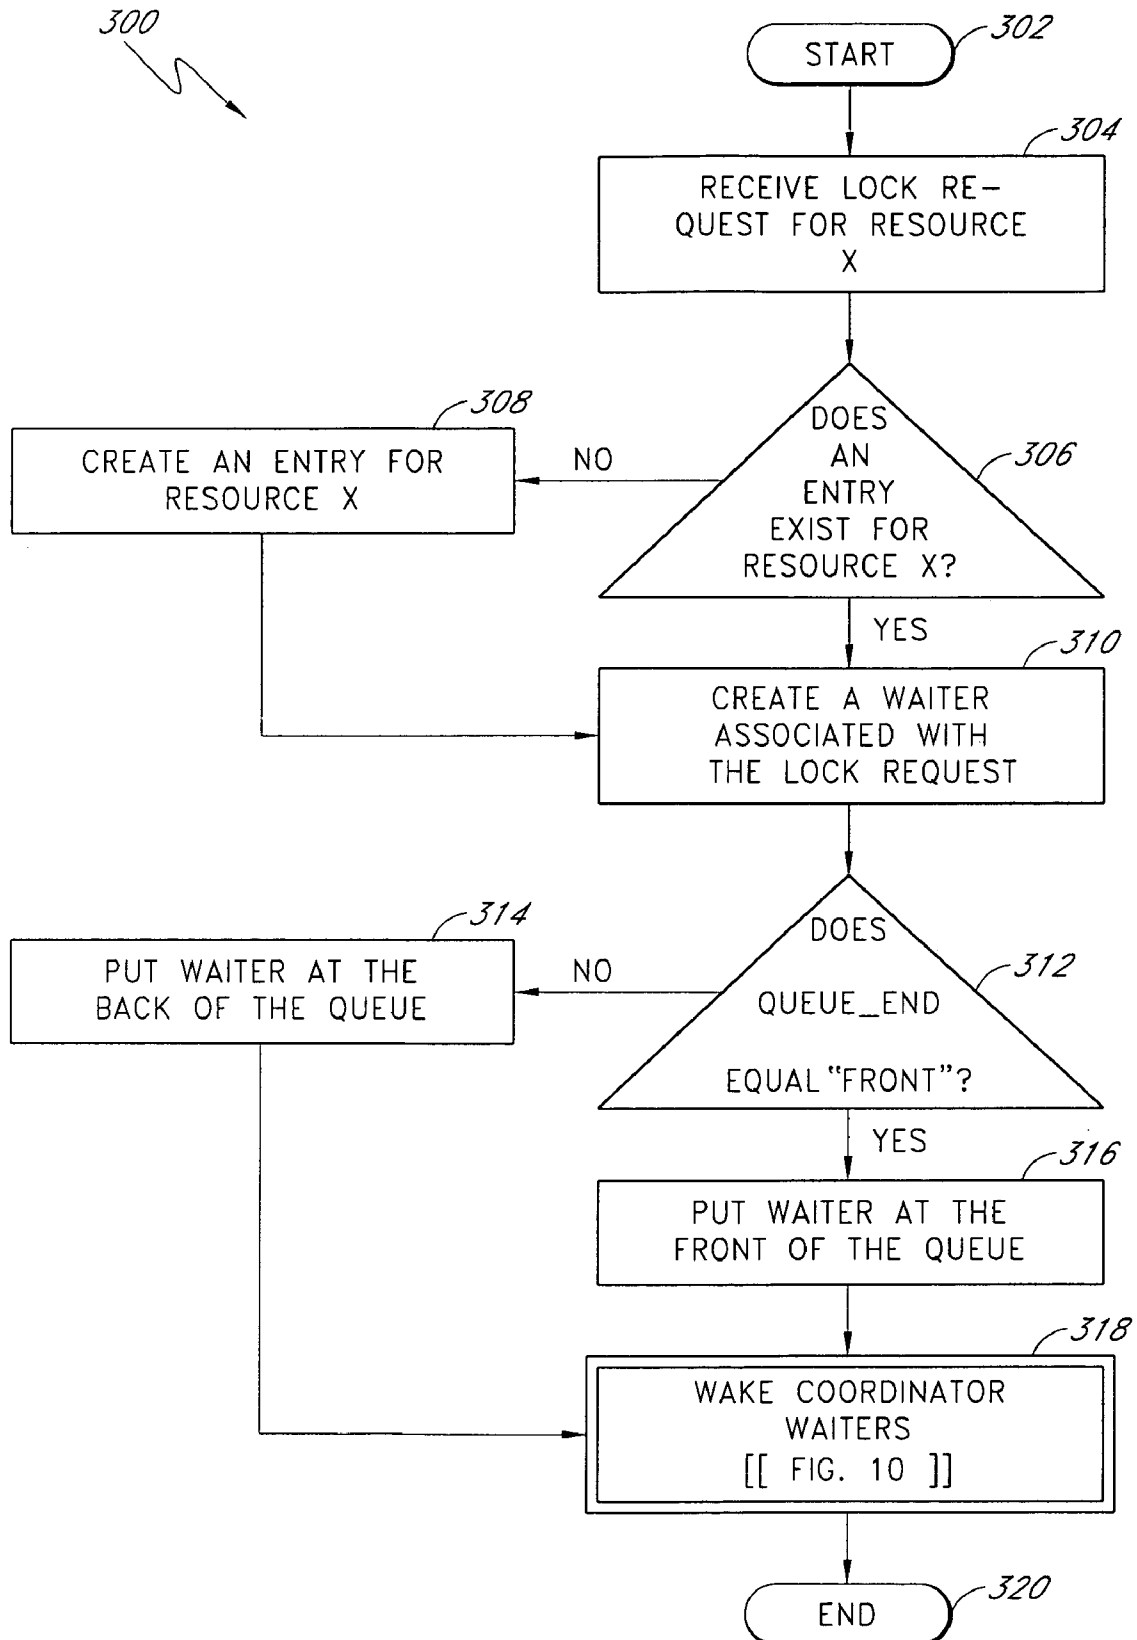 300
302
START
304
RECEIVE LOCK RE-
QUEST FOR RESOURCE
X
308
CREATE AN ENTRY FOR
RESOURCE X
NO
DOES
AN
ENTRY
EXIST FOR
RESOURCE X?
306
YES
310
CREATE A WAITER
ASSOCIATED WITH
THE LOCK REQUEST
314
PUT WAITER AT THE
BACK OF THE QUEUE
NO
DOES
QUEUE_END
EQUAL "FRONT"?
312
YES
316
PUT WAITER AT THE
FRONT OF THE QUEUE
318
WAKE COORDINATOR
WAITERS
[[ FIG. 10 ]]
320
END